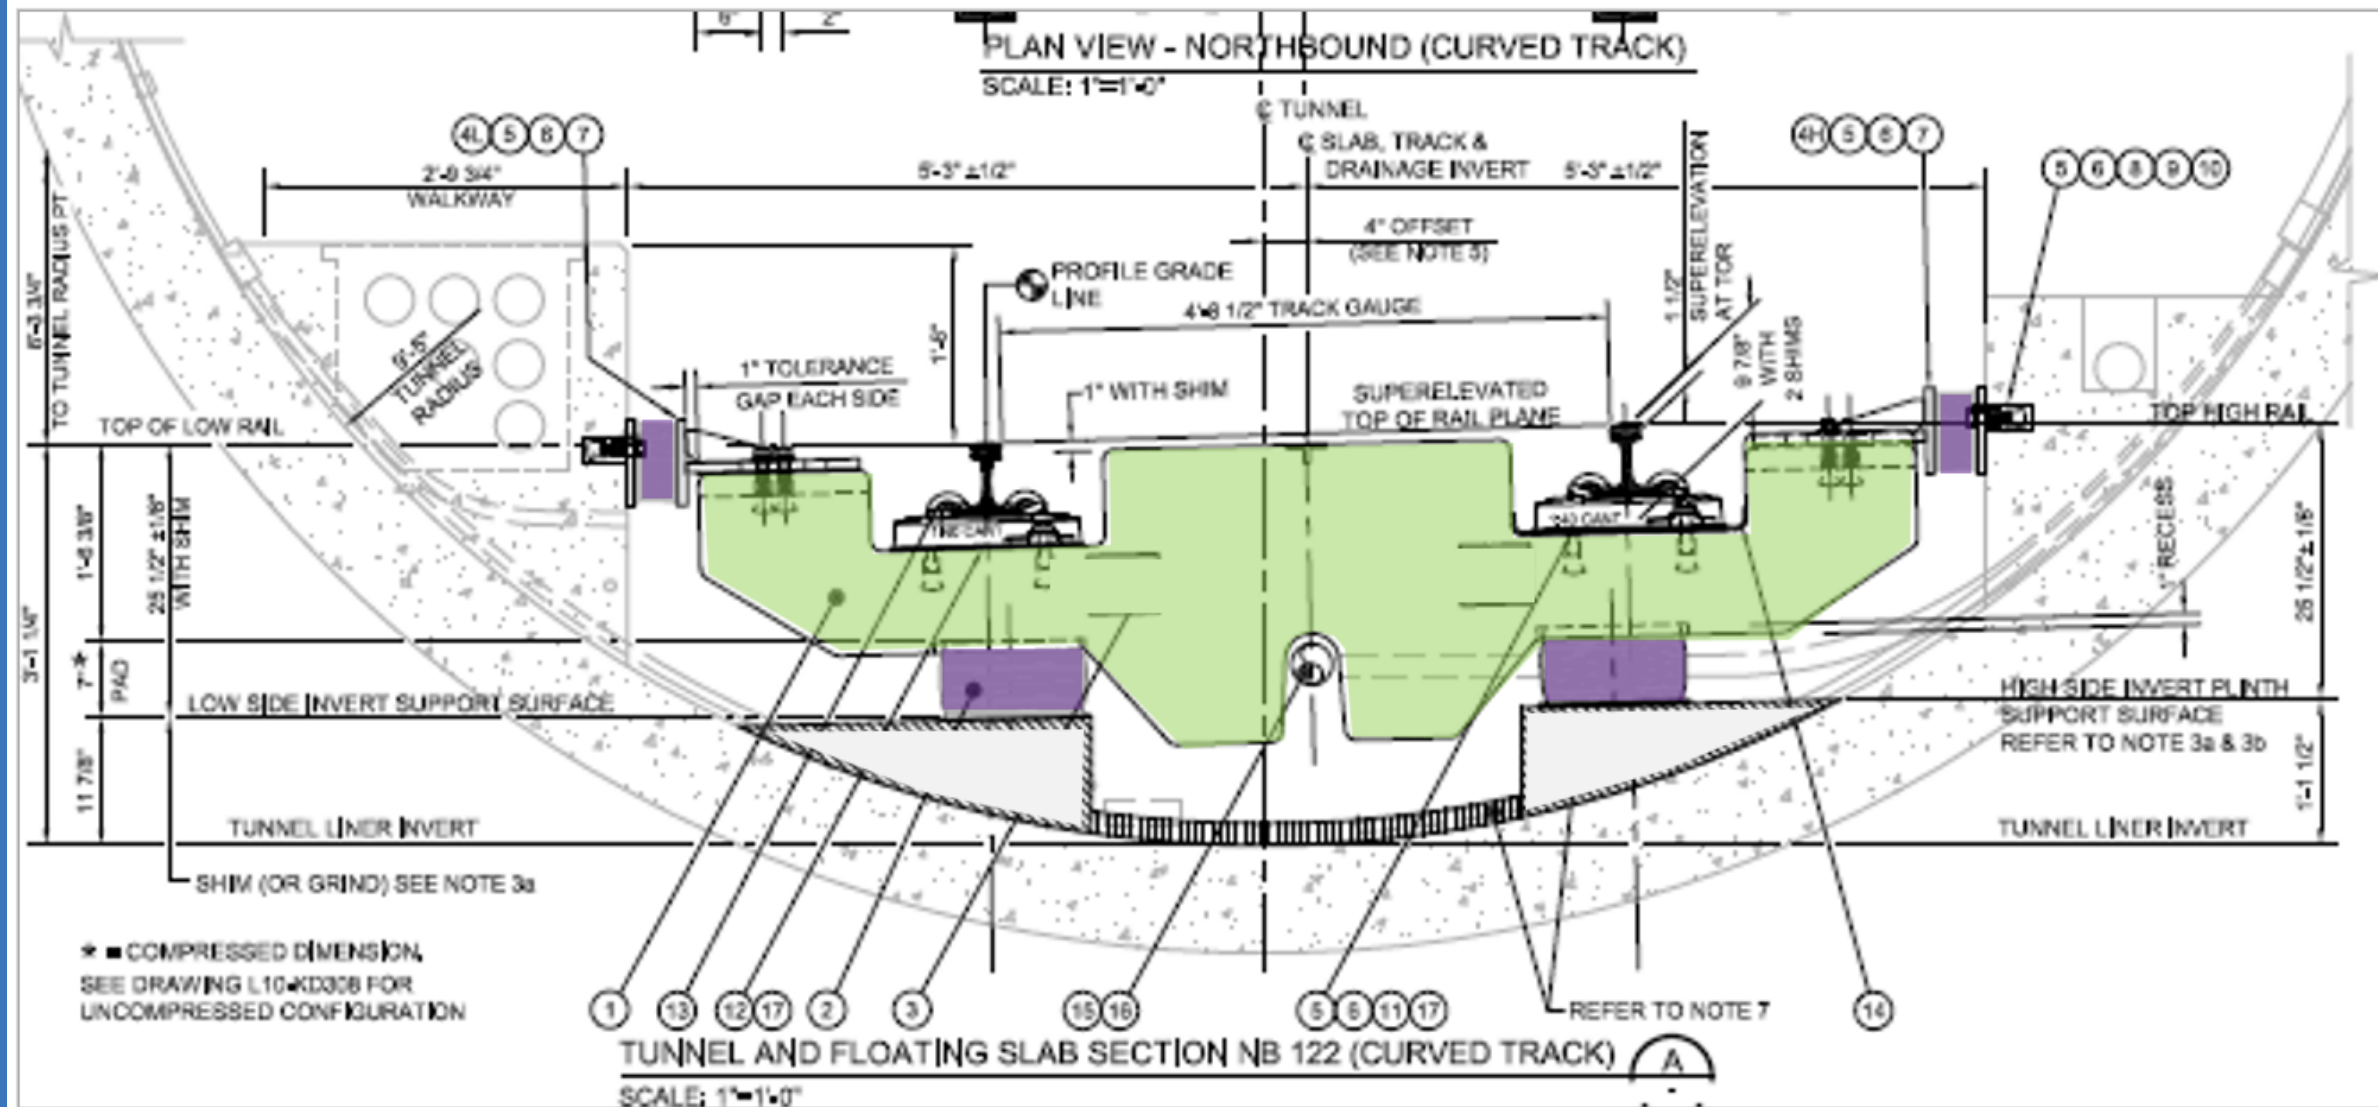 6" 2"
PLAN VIEW - NORTHBOUND (CURVED TRACK)
SCALE: 1"=1'-0"
℄ TUNNEL
℄ SLAB, TRACK &
DRAINAGE INVERT
4L 5 6 7
4H 5 6 7
5 6 8 9 10
2'-8 3/4"
WALKWAY
5'-3" ±1/2"
5'-3" ±1/2"
4" OFFSET
(SEE NOTE 5)
1 1/2"
SUPERELEVATION
AT TOR
TO TUNNEL RADIUS PT
PROFILE GRADE
LINE
4'-8 1/2" TRACK GAUGE
9'-5"
TUNNEL
RADIUS
1'-6"
1" TOLERANCE
GAP EACH SIDE
1" WITH SHIM
SUPERELEVATED
TOP OF RAIL PLANE
9 7/8"
WITH
2 SHIMS
TOP OF LOW RAIL
TOP HIGH RAIL
1:40 CANT
1'-6 3/8"
25 1/2" ±1/8"
WITH SHIM
1" RECESS
25 1/2"±1/8"
3'-1 1/4"
7"*
PAD
LOW SIDE INVERT SUPPORT SURFACE
HIGH SIDE INVERT PLINTH
SUPPORT SURFACE
REFER TO NOTE 3a & 3b
11 7/8"
1'-1 1/2"
TUNNEL LINER INVERT
TUNNEL LINER INVERT
SHIM (OR GRIND) SEE NOTE 3a
* = COMPRESSED DIMENSION,
SEE DRAWING L10-KD308 FOR
UNCOMPRESSED CONFIGURATION
1 13 12 17 2 3 15 16 5 6 11 17 REFER TO NOTE 7 14
TUNNEL AND FLOATING SLAB SECTION NB 122 (CURVED TRACK) A
SCALE: 1"=1'-0" -